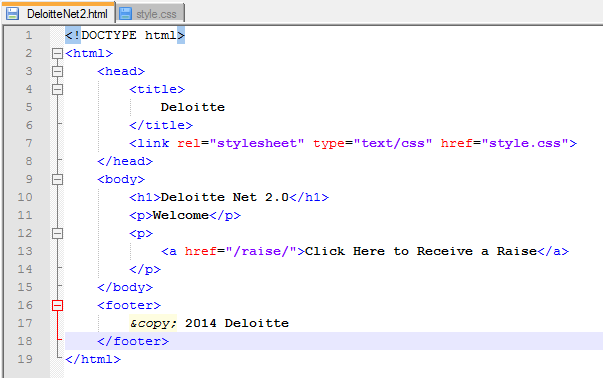 DeloitteNet2.html style.css
1 <!DOCTYPE html>
2 <html>
3 <head>
4 <title>
5 Deloitte
6 </title>
7 <link rel="stylesheet" type="text/css" href="style.css">
8 </head>
9 <body>
10 <h1>Deloitte Net 2.0</h1>
11 <p>Welcome</p>
12 <p>
13 <a href="/raise/">Click Here to Receive a Raise</a>
14 </p>
15 </body>
16 <footer>
17 &copy; 2014 Deloitte
18 </footer>
19 </html>